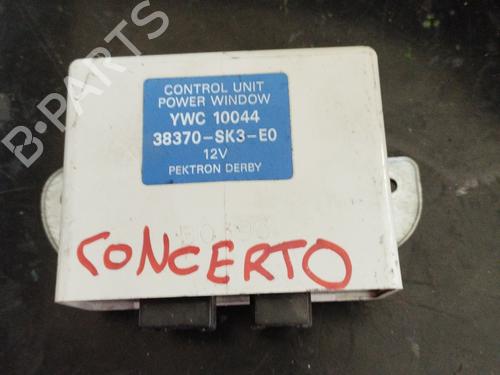 B·PARTS
CONTROL UNIT
POWER WINDOW
YWC 10044
38370-SK3-E0
12V
PEKTRON DERBY
CONCERTO